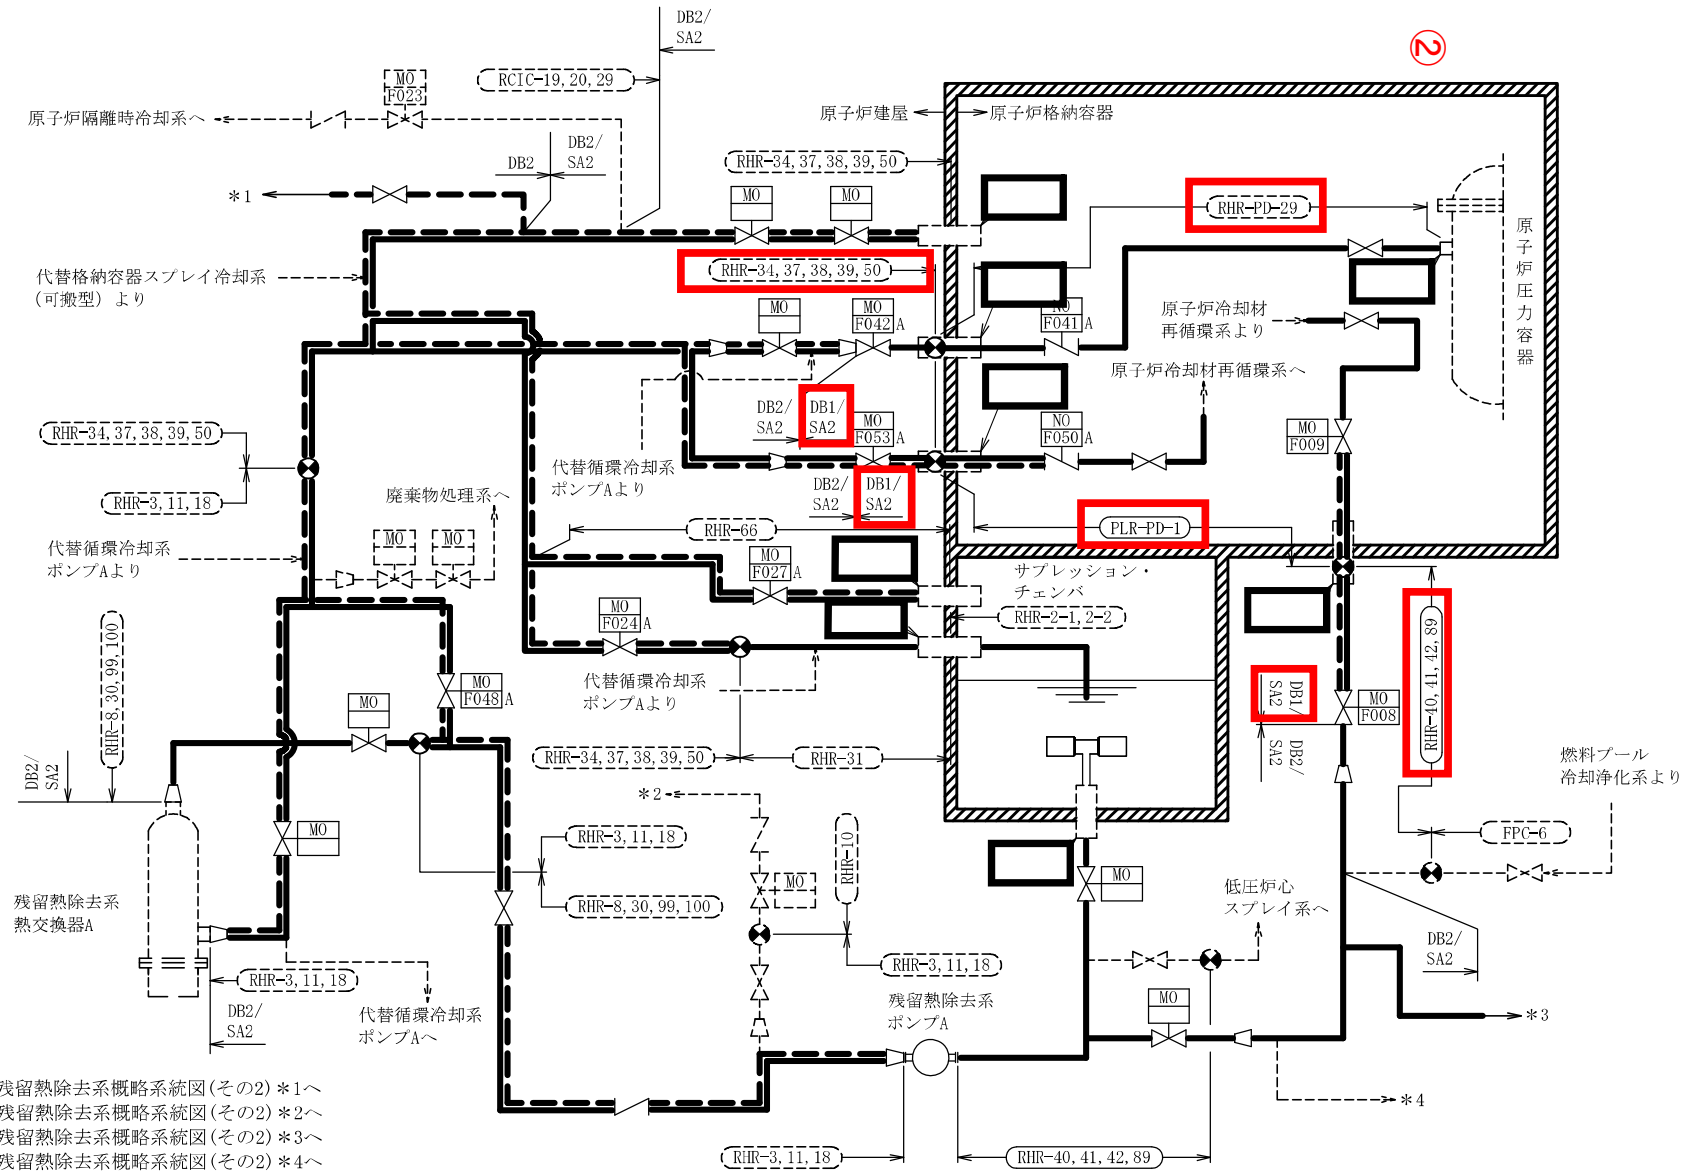 ②
DB2/
SA2
RCIC-19,20,29
MO
F023
原子炉隔離時冷却系へ
原子炉建屋
原子炉格納容器
DB2
DB2/
SA2
RHR-34,37,38,39,50
*1
MO
MO
RHR-PD-29
原子炉圧力容器
代替格納容器スプレイ冷却系
(可搬型) より
RHR-34,37,38,39,50
MO
MO
F042 A
NO
F041 A
原子炉冷却材
再循環系より
原子炉冷却材再循環系へ
DB2/
SA2
DB1/
SA2
MO
F053 A
NO
F050 A
MO
F009
RHR-34,37,38,39,50
代替循環冷却系
ポンプAより
DB2/
SA2
DB1/
SA2
RHR-3,11,18
廃棄物処理系へ
RHR-66
PLR-PD-1
代替循環冷却系
ポンプAより
MO
MO
MO
F027 A
サプレッション・
チェンバ
RHR-2-1,2-2
MO
F024 A
RHR-8,30,99,100
RHR-40,41,42,89
代替循環冷却系
ポンプAより
MO
F048 A
MO
DB1/
SA2
MO
F008
DB2/
SA2
RHR-34,37,38,39,50
RHR-31
燃料プール
冷却浄化系より
DB2/
SA2
*2
MO
RHR-3,11,18
RHR-10
FPC-6
MO
MO
低圧炉心
スプレイ系へ
残留熱除去系
熱交換器A
RHR-8,30,99,100
DB2/
SA2
RHR-3,11,18
RHR-3,11,18
DB2/
SA2
代替循環冷却系
ポンプAへ
残留熱除去系
ポンプA
MO
*3
残留熱除去系概略系統図(その2)*1へ
残留熱除去系概略系統図(その2)*2へ
残留熱除去系概略系統図(その2)*3へ
残留熱除去系概略系統図(その2)*4へ
*4
RHR-3,11,18
RHR-40,41,42,89